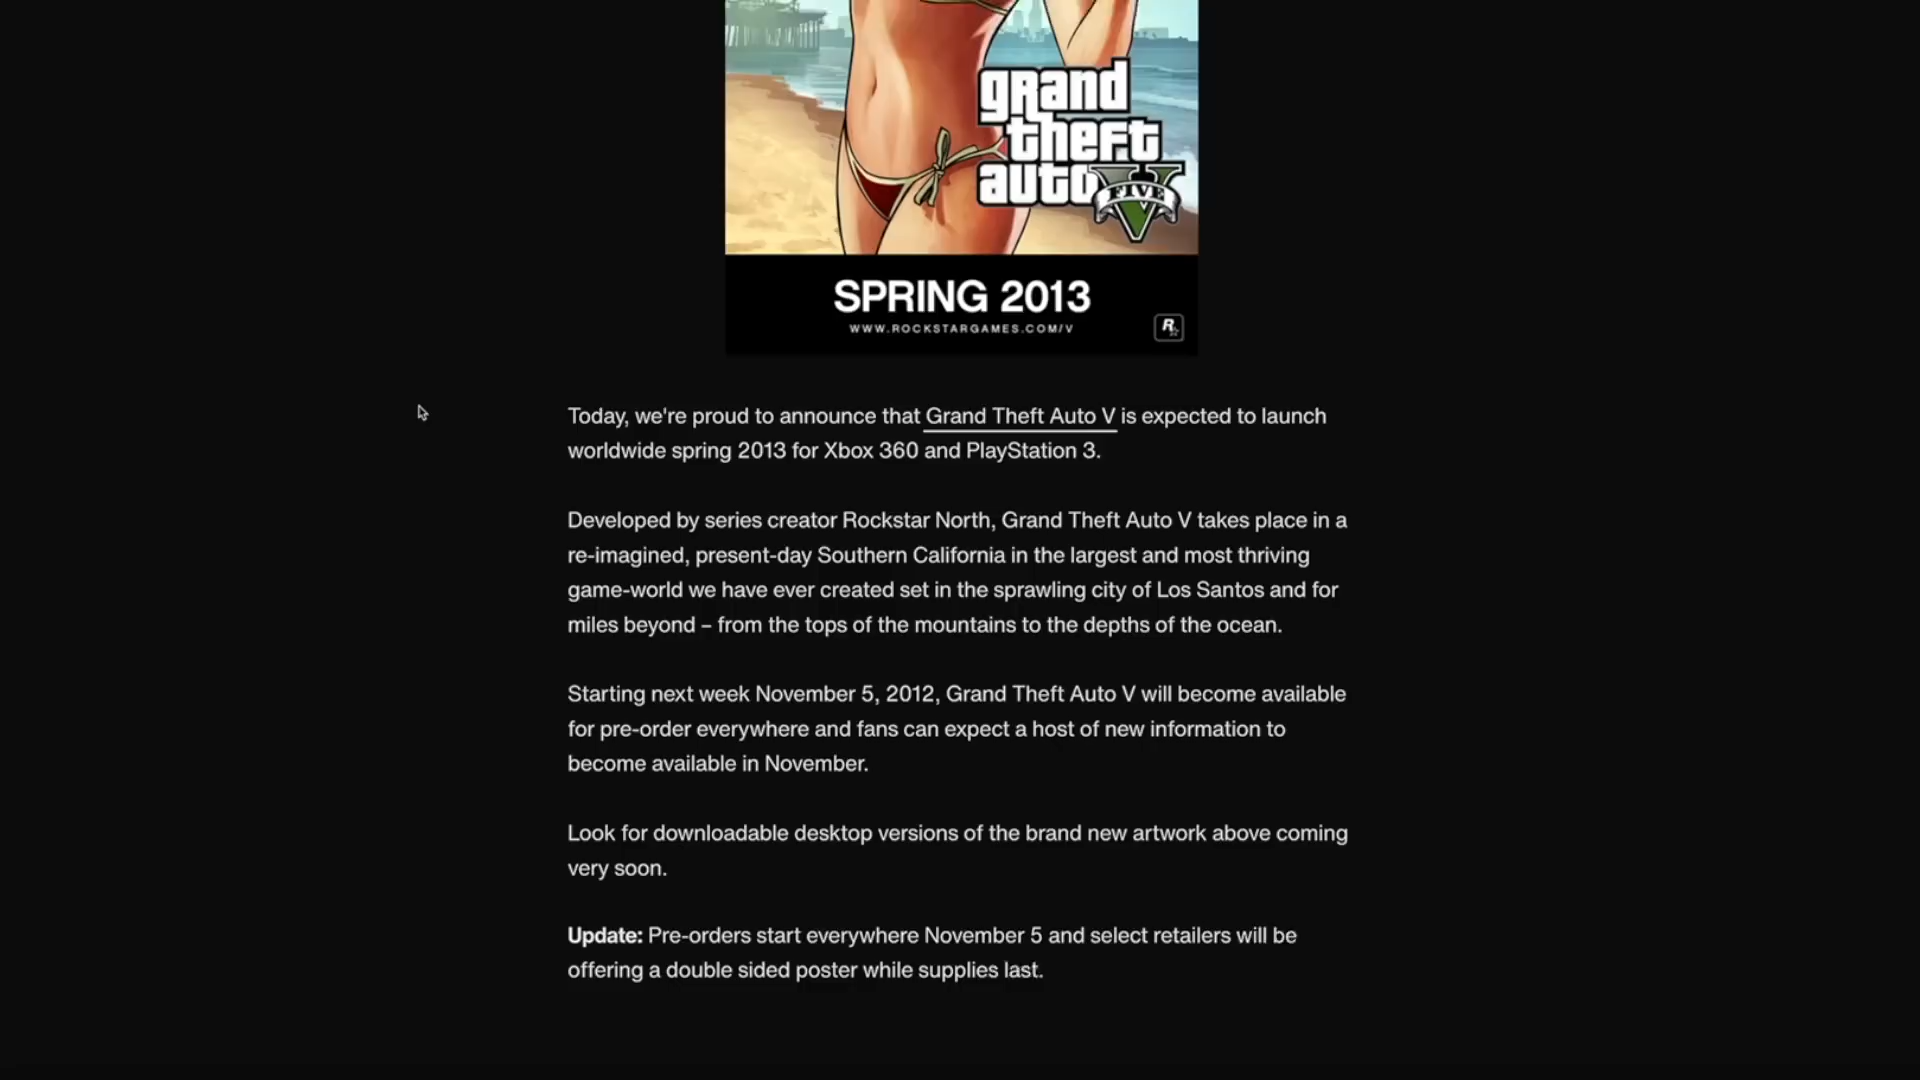 grand
theft
auto V
FIVE
SPRING 2013
WWW.ROCKSTARGAMES.COM/V
R
Today, we're proud to announce that Grand Theft Auto V is expected to launch
worldwide spring 2013 for Xbox 360 and PlayStation 3.
Developed by series creator Rockstar North, Grand Theft Auto V takes place in a
re-imagined, present-day Southern California in the largest and most thriving
game-world we have ever created set in the sprawling city of Los Santos and for
miles beyond – from the tops of the mountains to the depths of the ocean.
Starting next week November 5, 2012, Grand Theft Auto V will become available
for pre-order everywhere and fans can expect a host of new information to
become available in November.
Look for downloadable desktop versions of the brand new artwork above coming
very soon.
Update: Pre-orders start everywhere November 5 and select retailers will be
offering a double sided poster while supplies last.